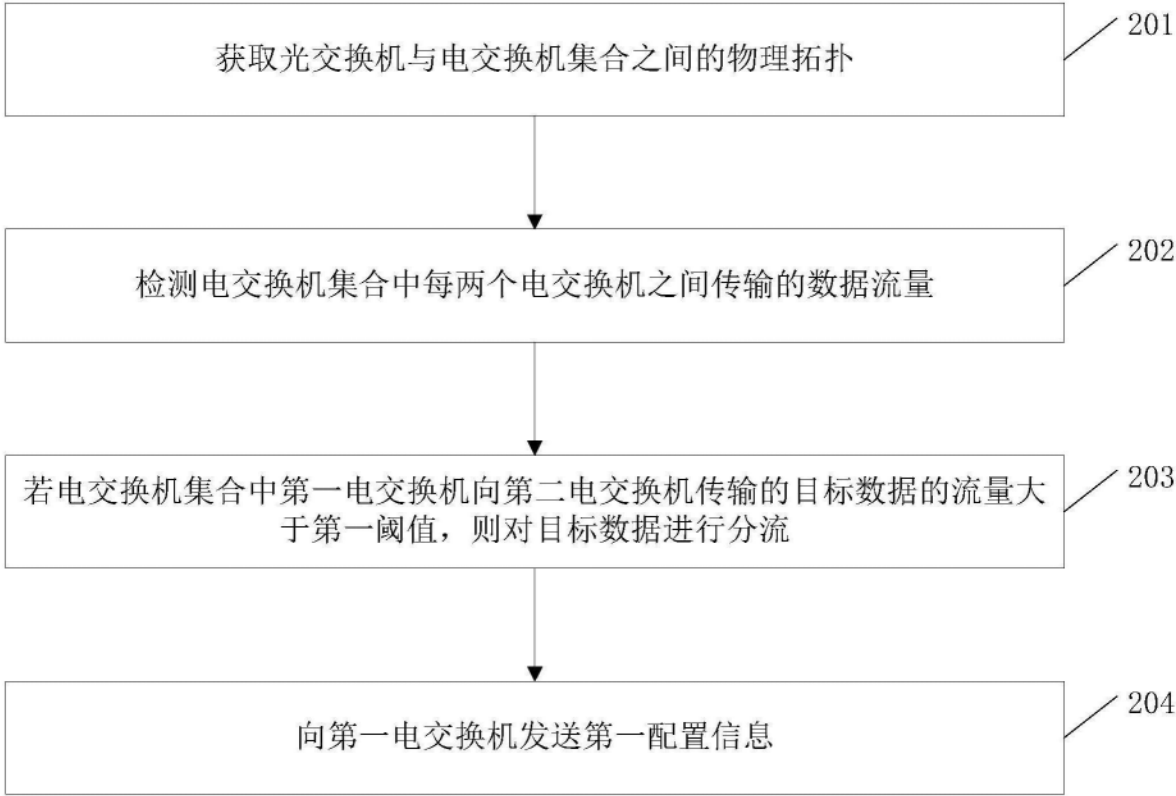 获取光交换机与电交换机集合之间的物理拓扑
201
检测电交换机集合中每两个电交换机之间传输的数据流量
202
若电交换机集合中第一电交换机向第二电交换机传输的目标数据的流量大
于第一阈值，则对目标数据进行分流
203
向第一电交换机发送第一配置信息
204